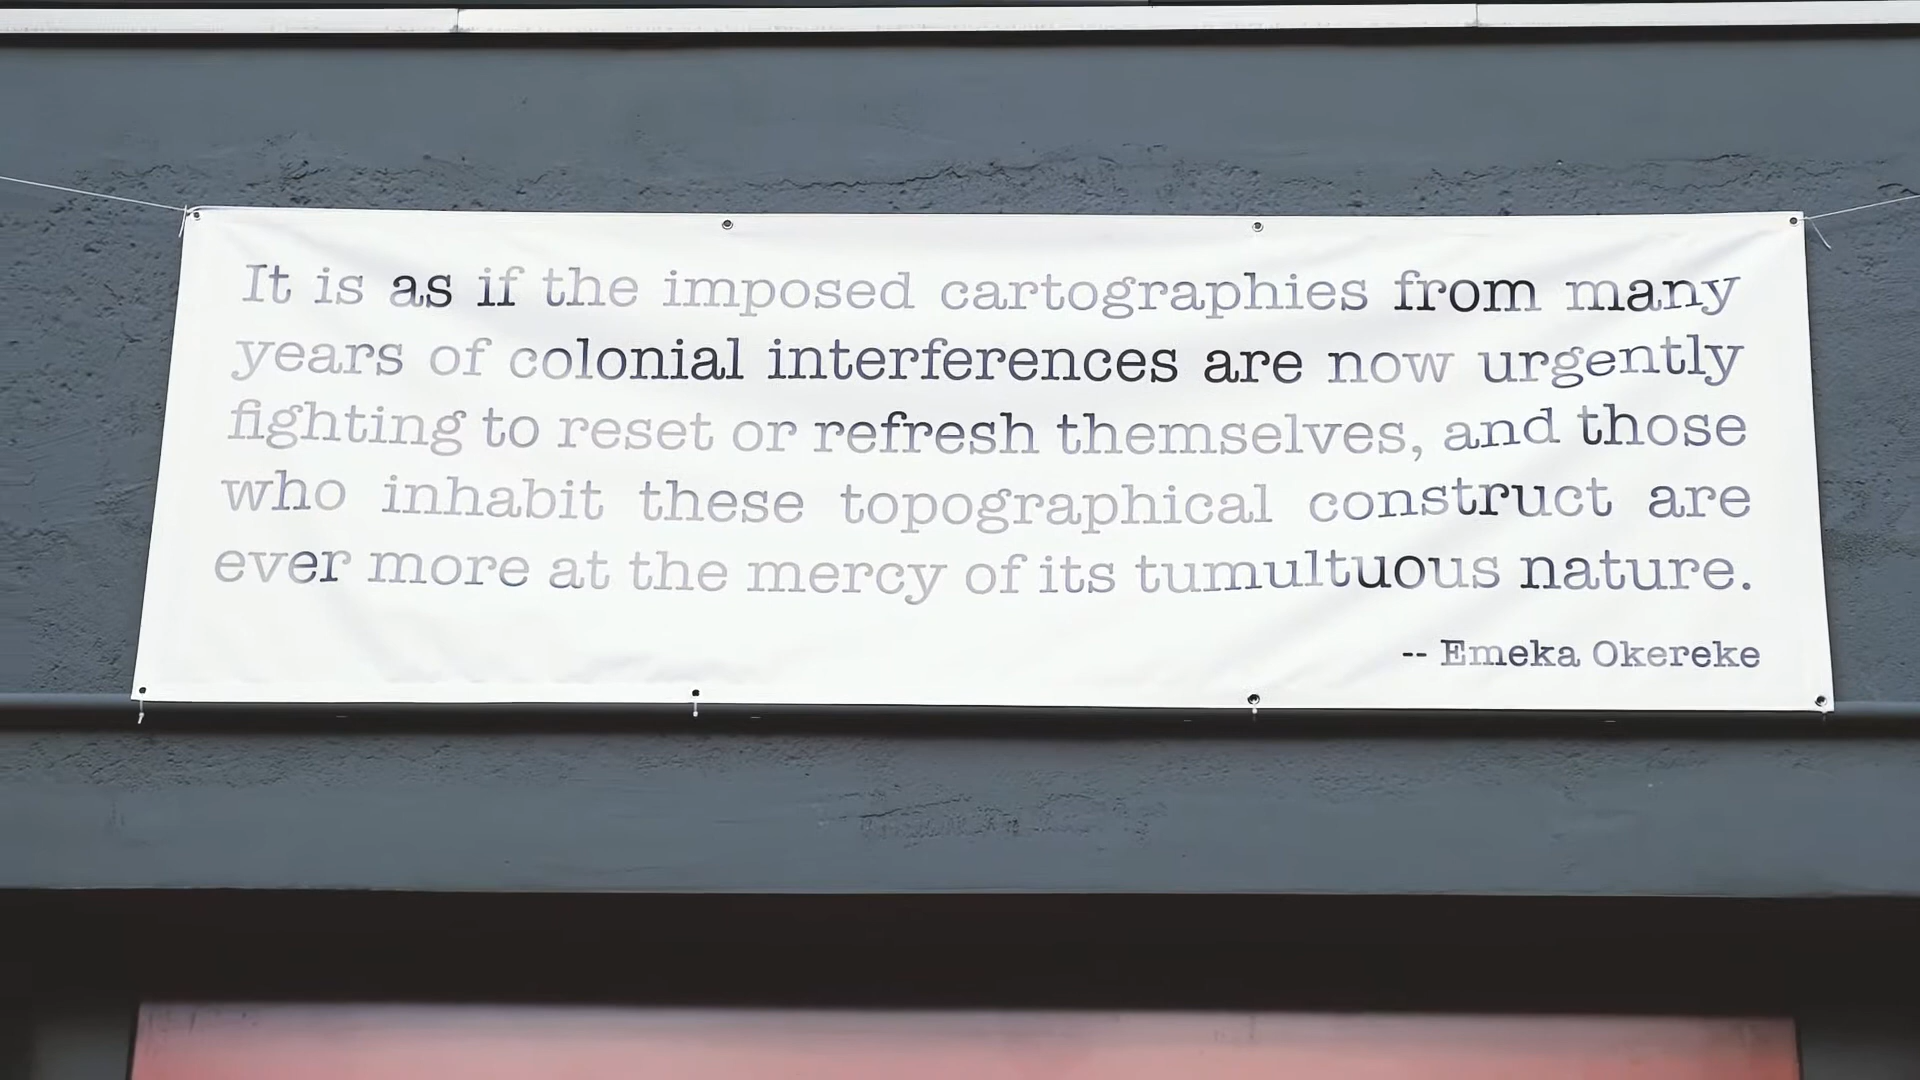 It is as if the imposed cartographies from many
years of colonial interferences are now urgently
fighting to reset or refresh themselves, and those
who inhabit these topographical construct are
ever more at the mercy of its tumultuous nature.
-- Emeka Okereke